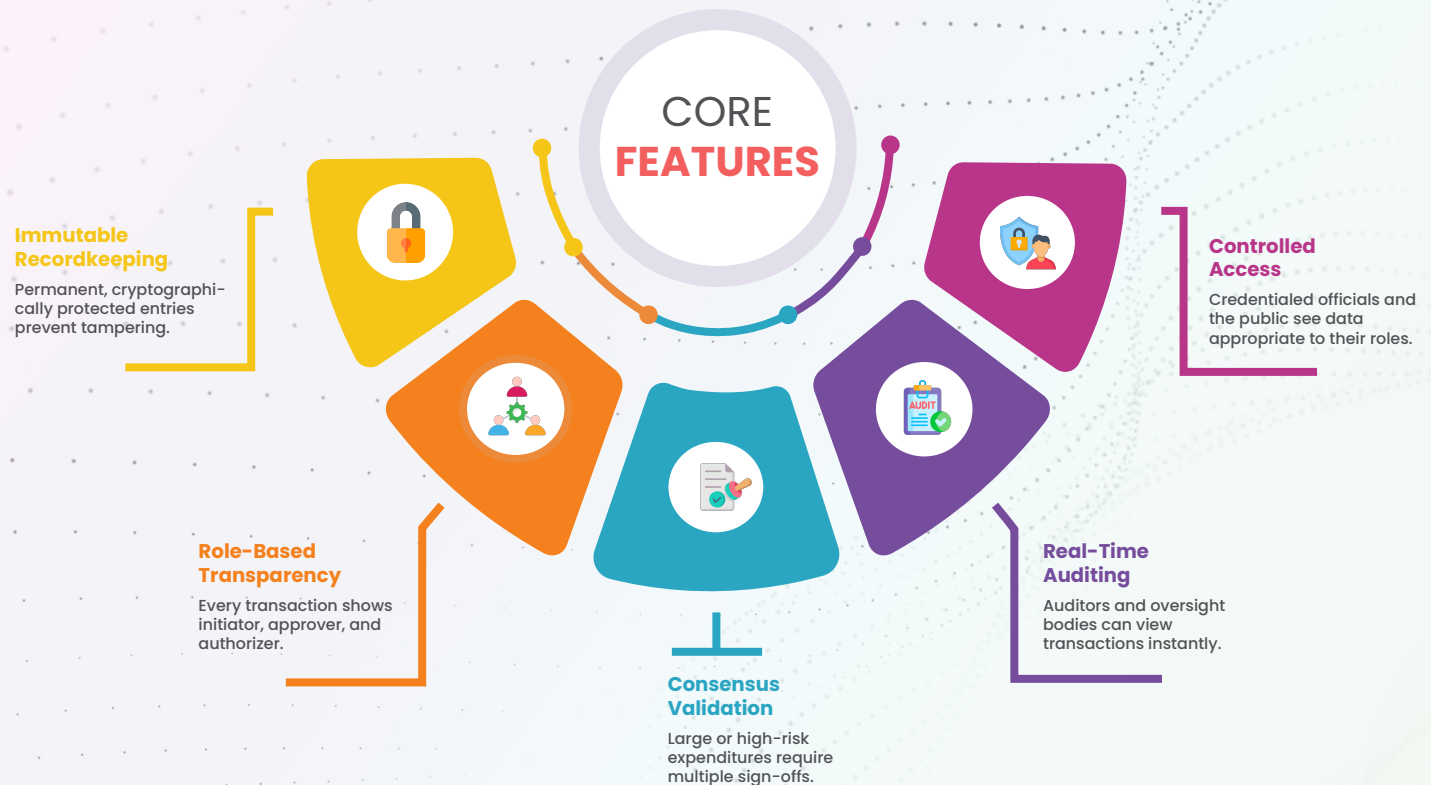 CORE
FEATURES
Immutable
Recordkeeping
Permanent, cryptographi-
cally protected entries
prevent tampering.
Role-Based
Transparency
Every transaction shows
initiator, approver, and
authorizer.
Consensus
Validation
Large or high-risk
expenditures require
multiple sign-offs.
AUDIT
Real-Time
Auditing
Auditors and oversight
bodies can view
transactions instantly.
Controlled
Access
Credentialed officials and
the public see data
appropriate to their roles.